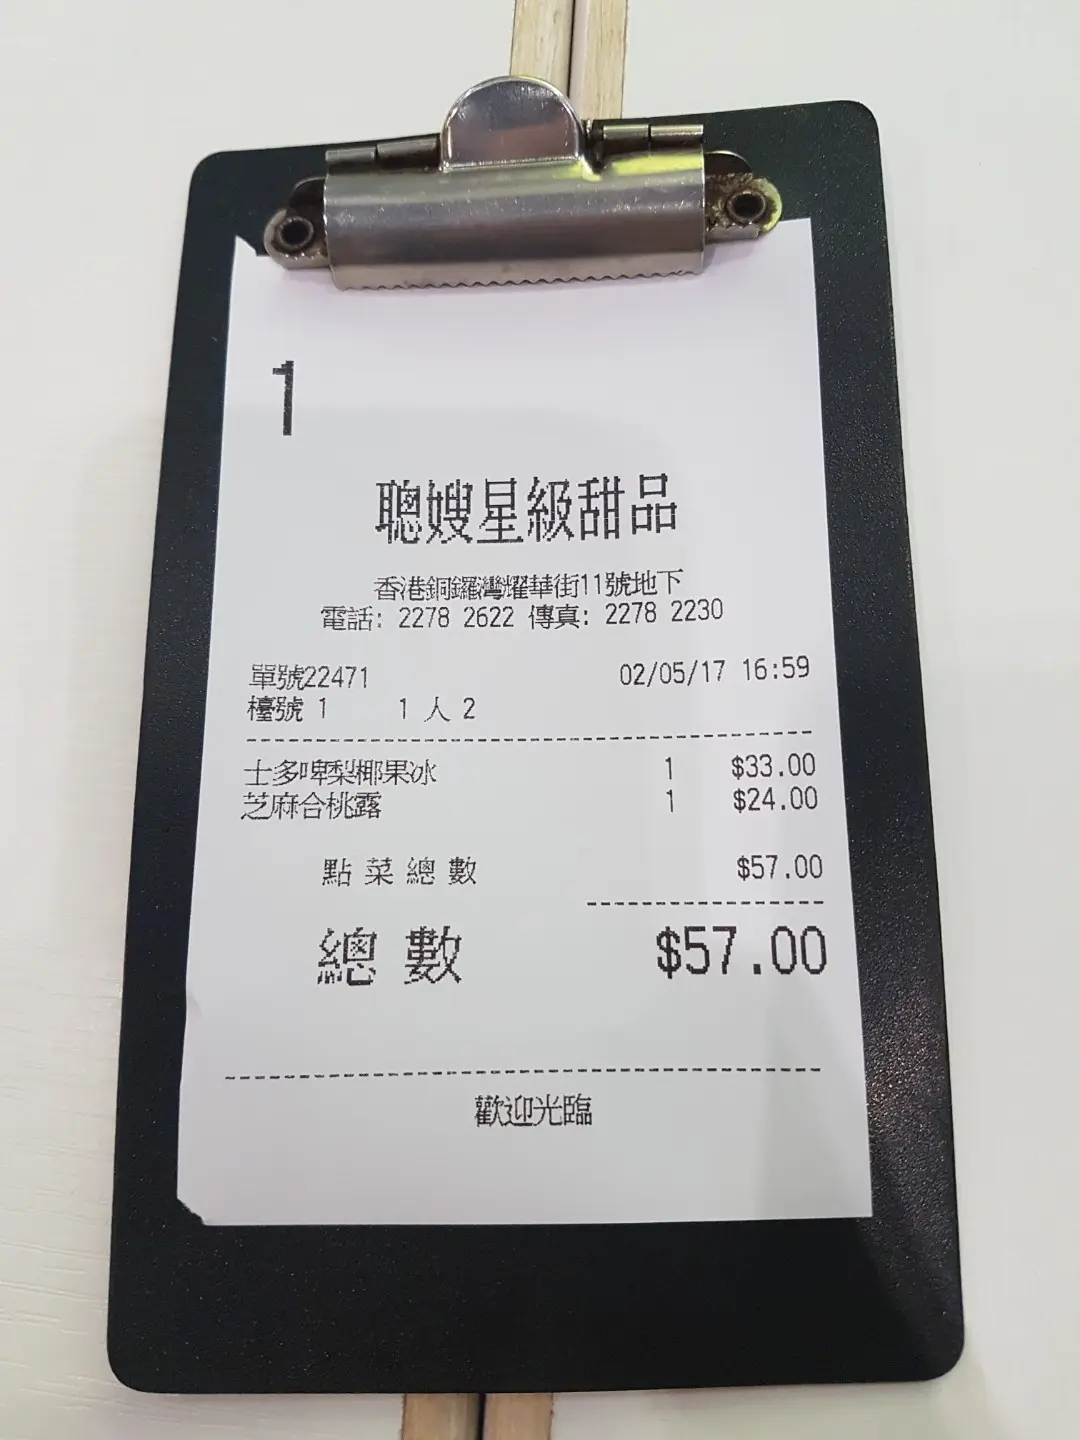 1
聰嫂星級甜品
香港銅鑼灣耀華街11號地下
電話: 2278 2622 傳真: 2278 2230
單號22471 02/05/17 16:59
檯號 1 1 人 2
士多啤梨椰果冰 1 $33.00
芝麻合桃露 1 $24.00
點菜總數 $57.00
總數 $57.00
歡迎光臨